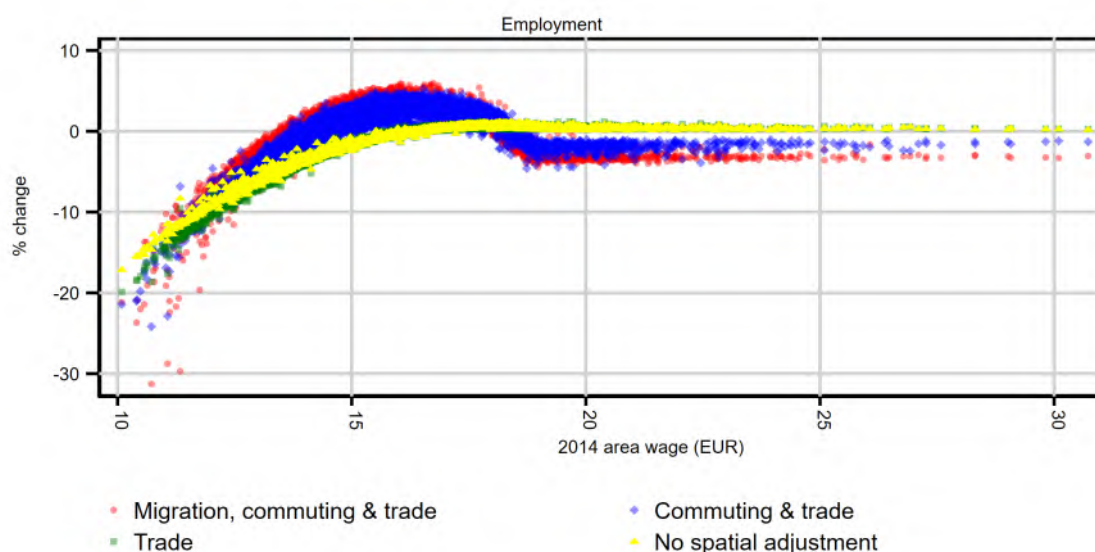 Employment
10
0
-10
-20
-30
% change
10
15
20
25
30
2014 area wage (EUR)
Migration, commuting & trade
Commuting & trade
Trade
No spatial adjustment